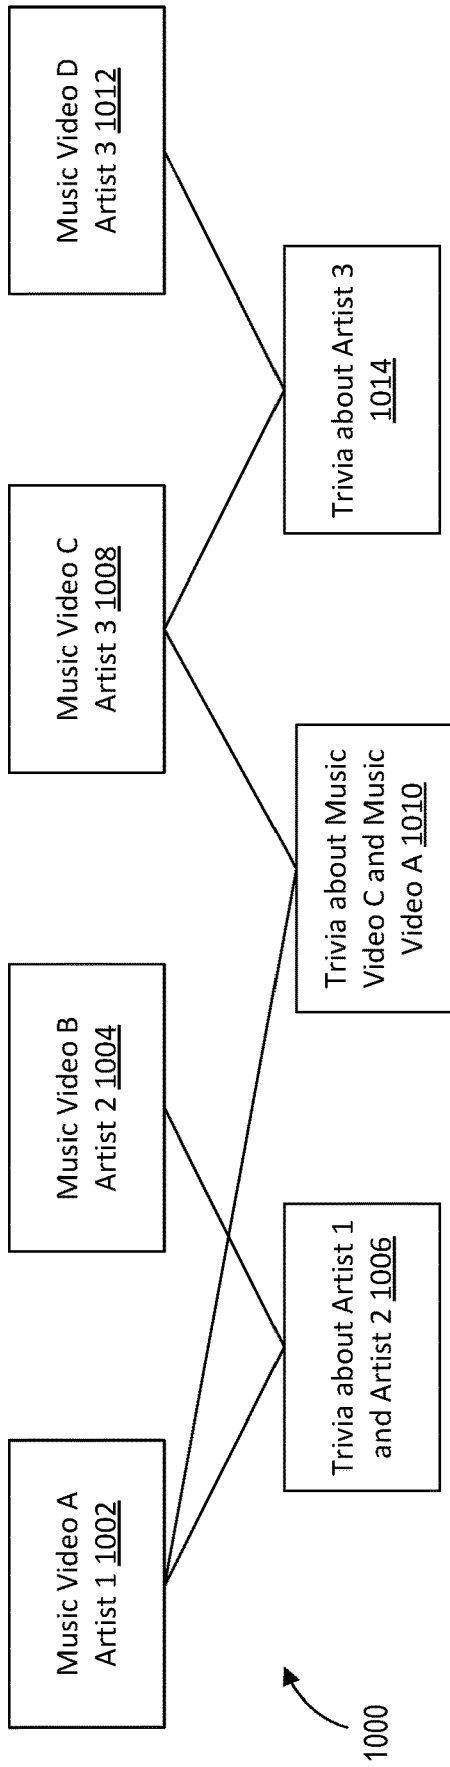 Music Video A
Artist 1 1002
Music Video B
Artist 2 1004
Music Video C
Artist 3 1008
Music Video D
Artist 3 1012
Trivia about Artist 1
and Artist 2 1006
Trivia about Music
Video C and Music
Video A 1010
Trivia about Artist 3
1014
1000